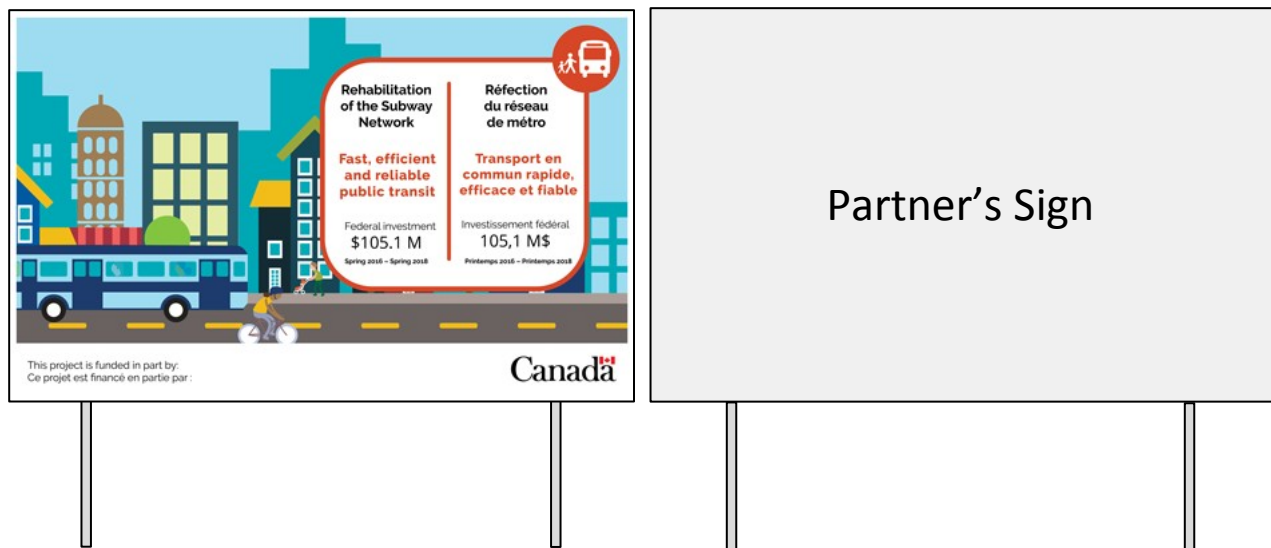 Rehabilitation
of the Subway
Network
Fast, efficient
and reliable
public transit
Federal investment
$105.1 M
Spring 2016 – Spring 2018
Réfection
du réseau
de métro
Transport en
commun rapide,
efficace et fiable
Investissement fédéral
105,1 M$
Printemps 2016 – Printemps 2018
This project is funded in part by:
Ce projet est financé en partie par :
Canada
Partner’s Sign